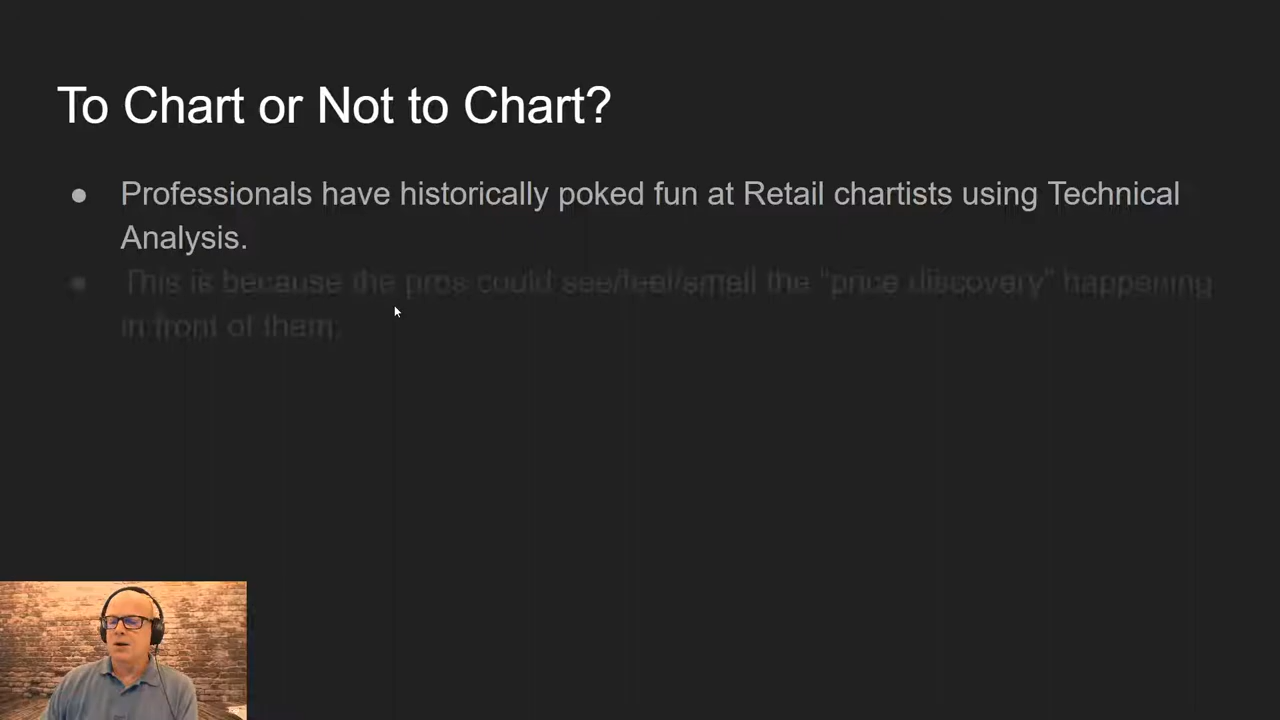 To Chart or Not to Chart?
● Professionals have historically poked fun at Retail chartists using Technical
Analysis.
● This is because the pros could see/feel/smell the "price discovery" happening
in front of them.